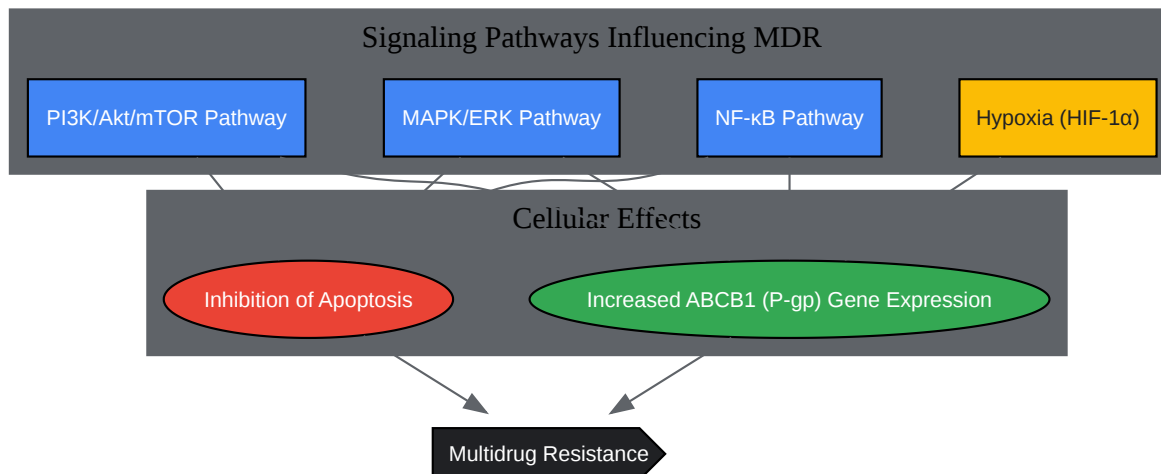 Signaling Pathways Influencing MDR
PI3K/Akt/mTOR Pathway
MAPK/ERK Pathway
NF-κB Pathway
Hypoxia (HIF-1α)
Cellular Effects
Inhibition of Apoptosis
Increased ABCB1 (P-gp) Gene Expression
Multidrug Resistance